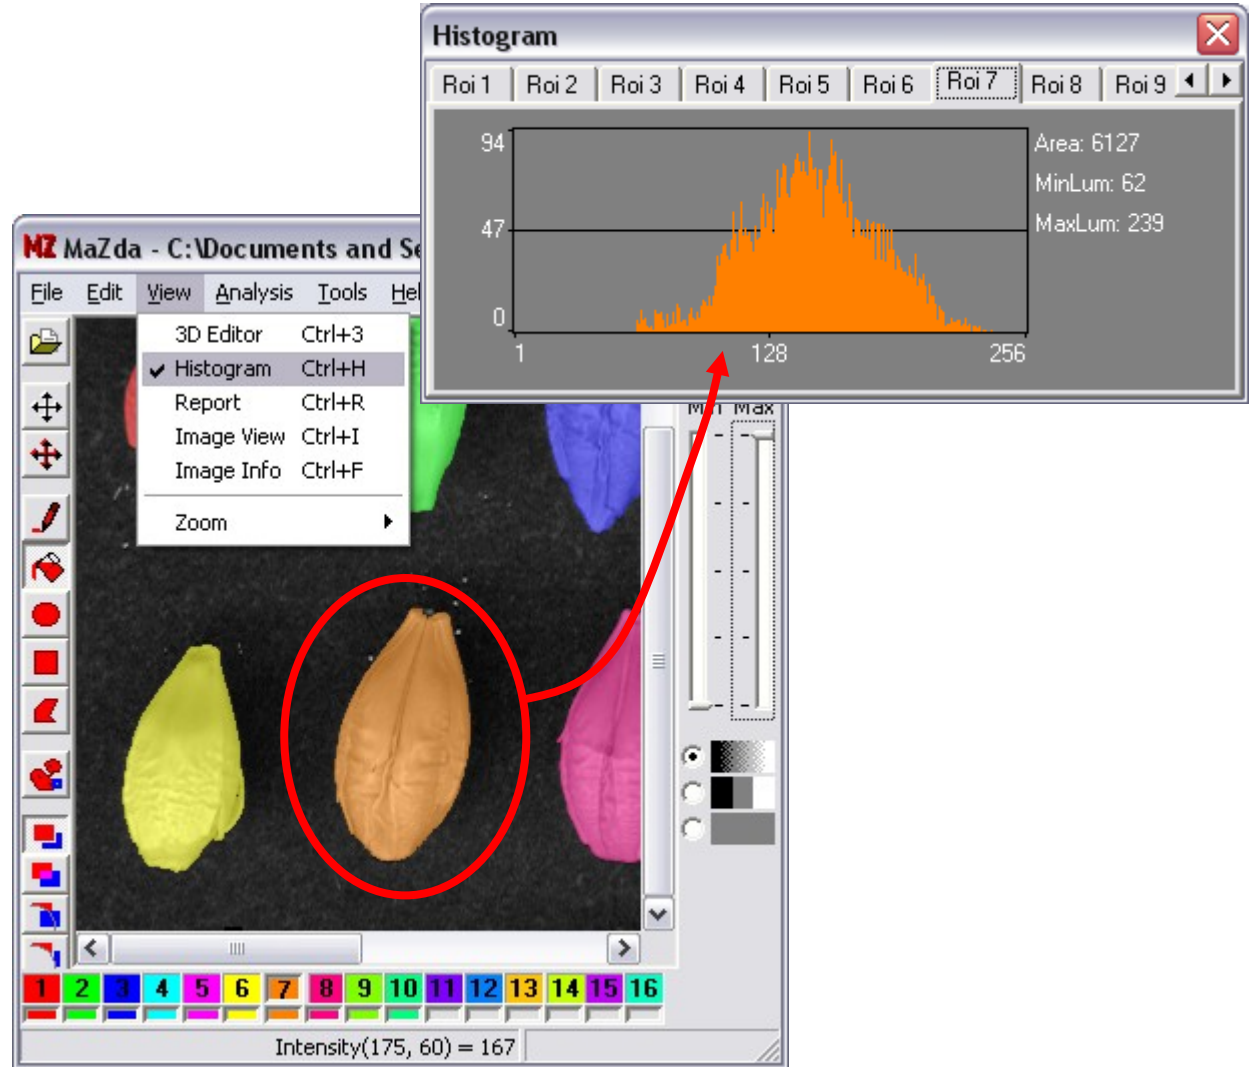 Histogram
Roi 1 Roi 2 Roi 3 Roi 4 Roi 5 Roi 6 Roi 7 Roi 8 Roi 9
94
47
0
1 128 256
Area: 6127
MinLum: 62
MaxLum: 239
MZ MaZda - C:\Documents and Se
File Edit View Analysis Tools Hel
3D Editor Ctrl+3
Histogram Ctrl+H
Report Ctrl+R
Image View Ctrl+I
Image Info Ctrl+F
Zoom
Min Max
1 2 3 4 5 6 7 8 9 10 11 12 13 14 15 16
Intensity(175, 60) = 167